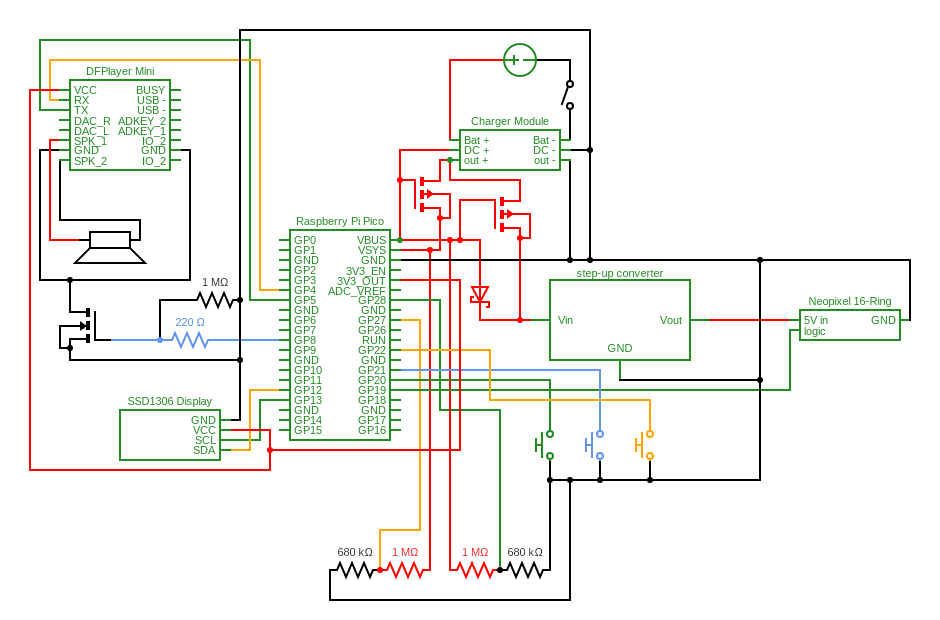 DFPlayer Mini
VCC BUSY
RX USB -
TX USB -
DAC_R ADKEY_2
DAC_L ADKEY_1
SPK_1 IO_2
GND GND
SPK_2 IO_2
Charger Module
Bat + Bat -
DC + DC -
out + out -
Raspberry Pi Pico
GP0 VBUS
GP1 VSYS
GND GND
GP2 3V3_EN
GP3 3V3_OUT
GP4 ADC_VREF
GP5 GP28
GND GND
GP6 GP27
GP7 GP26
GP8 RUN
GP9 GP22
GND GND
GP10 GP21
GP11 GP20
GP12 GP19
GP13 GP18
GND GND
GP14 GP17
GP15 GP16
1 MΩ
220 Ω
step-up converter
Vin Vout
GND
Neopixel 16-Ring
5V in GND
logic
SSD1306 Display
GND
VCC
SCL
SDA
680 kΩ 1 MΩ 1 MΩ 680 kΩ